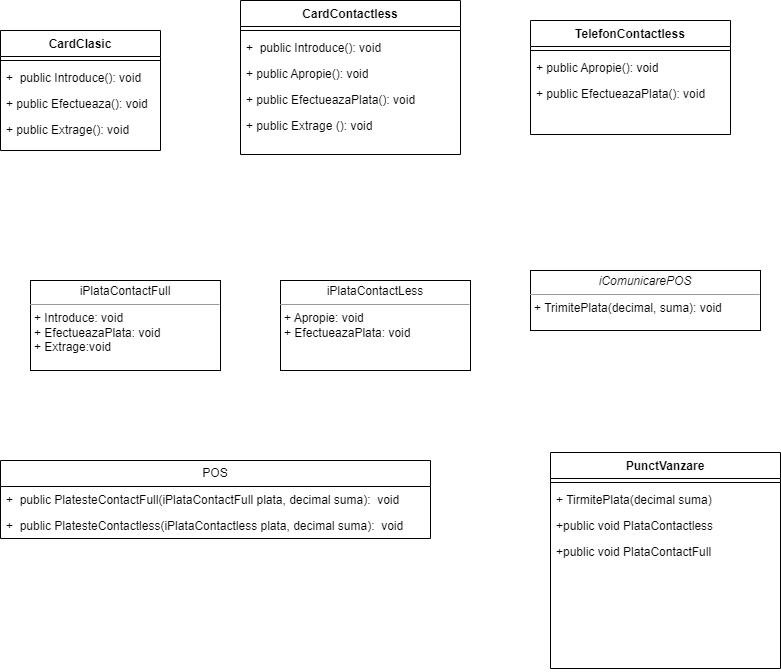 CardClasic
+ public Introduce(): void
+ public Efectueaza(): void
+ public Extrage(): void
CardContactless
+ public Introduce(): void
+ public Apropie(): void
+ public EfectueazaPlata(): void
+ public Extrage (): void
TelefonContactless
+ public Apropie(): void
+ public EfectueazaPlata(): void
iPlataContactFull
+ Introduce: void
+ EfectueazaPlata: void
+ Extrage:void
iPlataContactLess
+ Apropie: void
+ EfectueazaPlata: void
iComunicarePOS
+ TrimitePlata(decimal, suma): void
POS
+ public PlatesteContactFull(iPlataContactFull plata, decimal suma): void
+ public PlatesteContactless(iPlataContactless plata, decimal suma): void
PunctVanzare
+ TirmitePlata(decimal suma)
+public void PlataContactless
+public void PlataContactFull